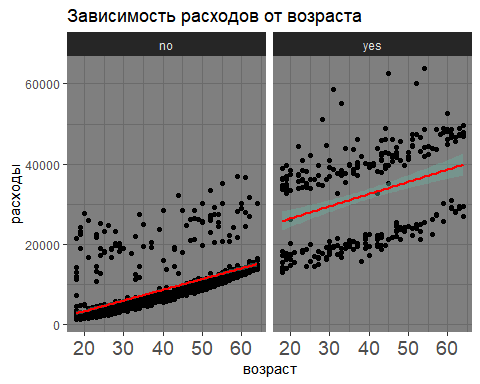 Зависимость расходов от возраста
no yes
60000
40000
20000
0
расходы
20 30 40 50 60 20 30 40 50 60
возраст